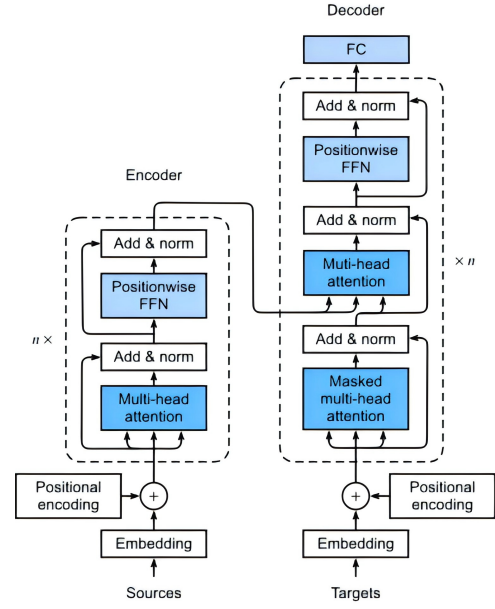 Decoder
FC
Add & norm
Positionwise
FFN
Encoder
Add & norm
Add & norm
Muti-head
attention
× n
Positionwise
FFN
n ×
Add & norm
Add & norm
Multi-head
attention
Masked
multi-head
attention
Positional
encoding
+
+
Positional
encoding
Embedding
Embedding
Sources
Targets